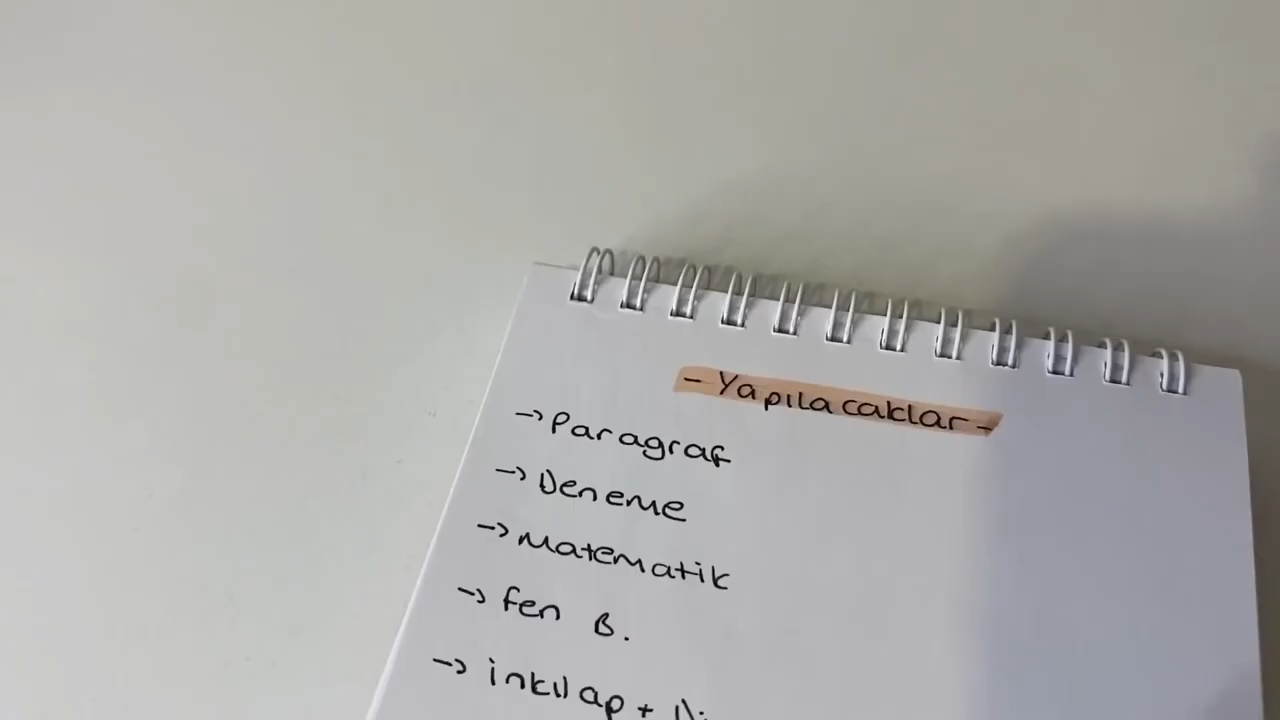 - Yapılacaklar -
→ Paragraf
→ Deneme
→ Matematik
→ fen B.
→ inkılap +